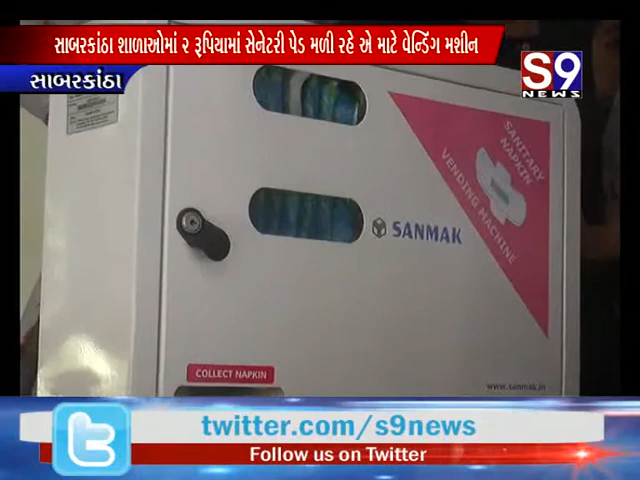 સાબરકાંઠા શાળાઓમાં ૨ રૂપિયામાં સેનેટરી પેડ મળી રહે એ માટે વેન્ડિંગ મશીન
સાબરકાંઠા
S9
NEWS
SANITARY
NAPKIN
VENDING MACHINE
SANMAK
COLLECT NAPKIN
www.sanmak.in
twitter.com/s9news
Follow us on Twitter